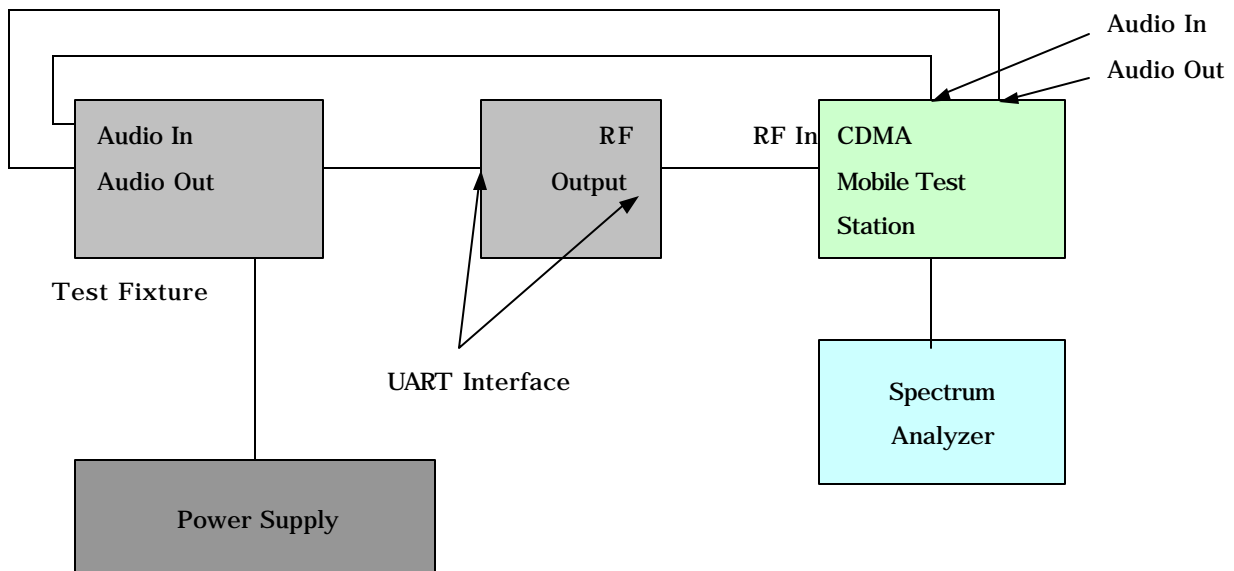 Audio In
Audio Out
Audio In
Audio Out
RF
Output
RF In
CDMA
Mobile Test
Station
Test Fixture
UART Interface
Spectrum
Analyzer
Power Supply